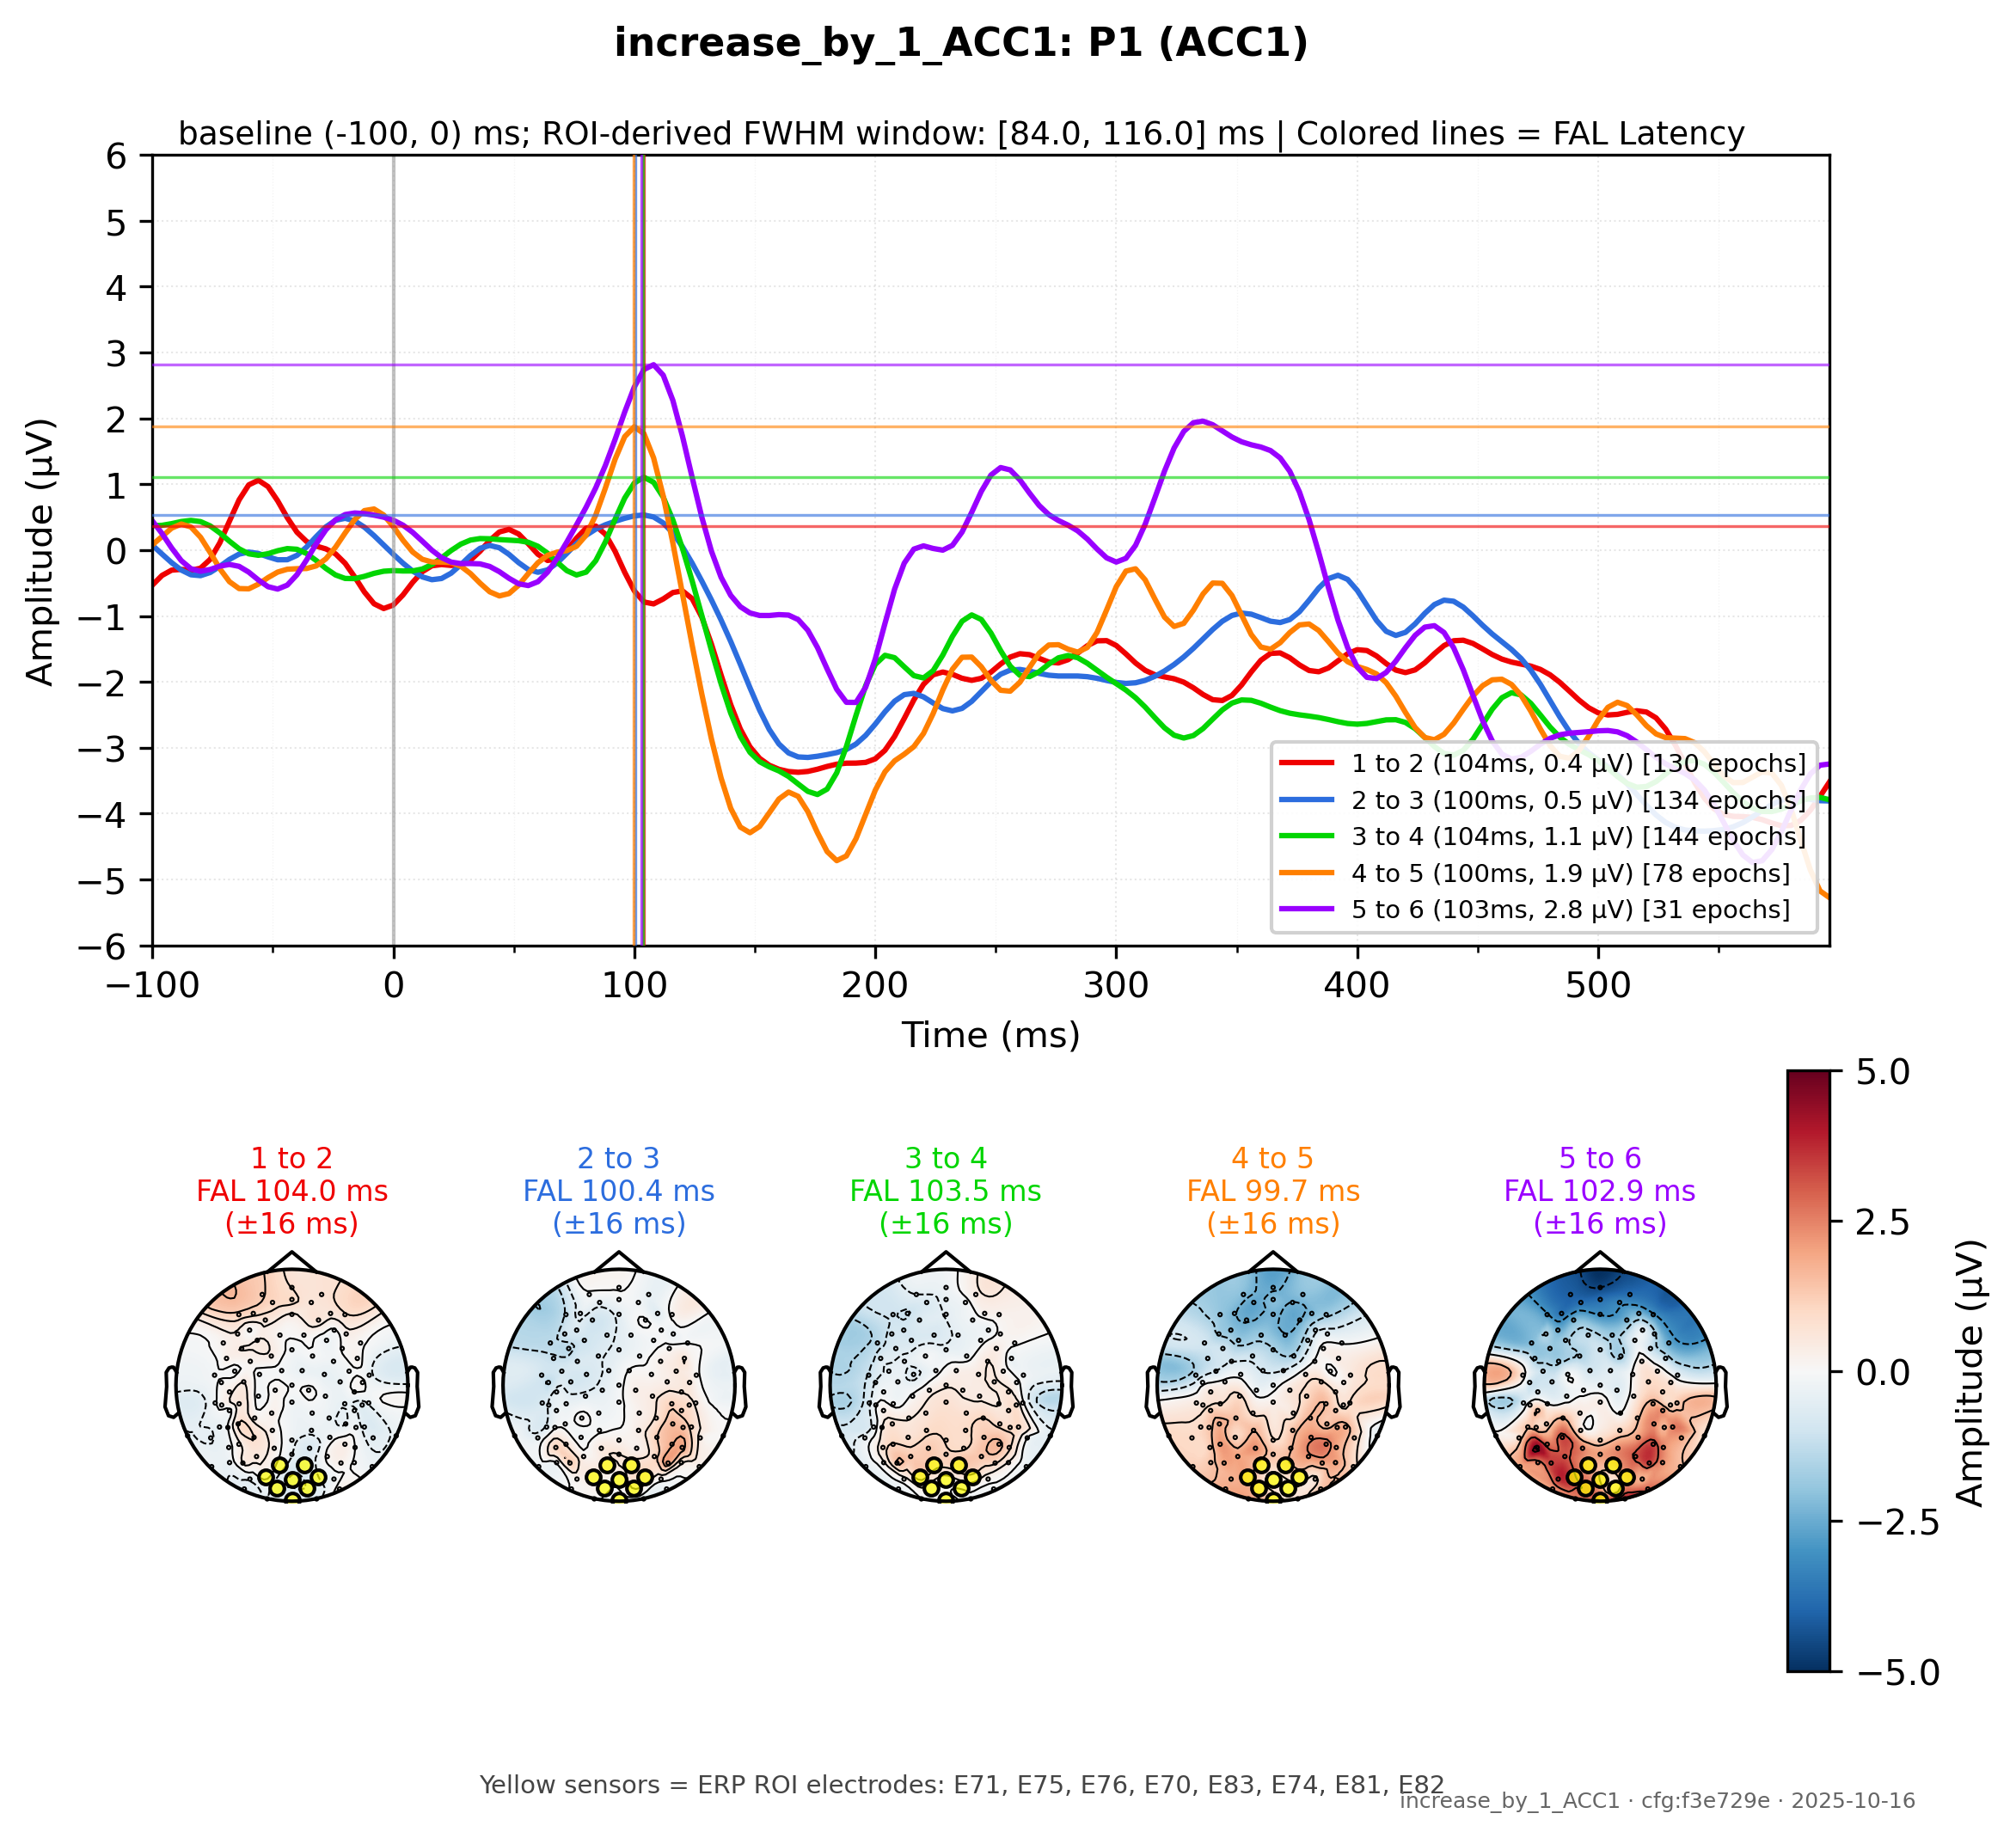 increase_by_1_ACC1: P1 (ACC1)
baseline (-100, 0) ms; ROI-derived FWHM window: [84.0, 116.0] ms | Colored lines = FAL Latency
6
5
4
3
2
1
0
−1
−2
−3
−4
−5
−6
Amplitude (µV)
−100
0
100
200
300
400
500
Time (ms)
1 to 2 (104ms, 0.4 µV) [130 epochs]
2 to 3 (100ms, 0.5 µV) [134 epochs]
3 to 4 (104ms, 1.1 µV) [144 epochs]
4 to 5 (100ms, 1.9 µV) [78 epochs]
5 to 6 (103ms, 2.8 µV) [31 epochs]
1 to 2
FAL 104.0 ms
(±16 ms)
2 to 3
FAL 100.4 ms
(±16 ms)
3 to 4
FAL 103.5 ms
(±16 ms)
4 to 5
FAL 99.7 ms
(±16 ms)
5 to 6
FAL 102.9 ms
(±16 ms)
5.0
2.5
0.0
−2.5
−5.0
Amplitude (µV)
Yellow sensors = ERP ROI electrodes: E71, E75, E76, E70, E83, E74, E81, E82
increase_by_1_ACC1 · cfg:f3e729e · 2025-10-16